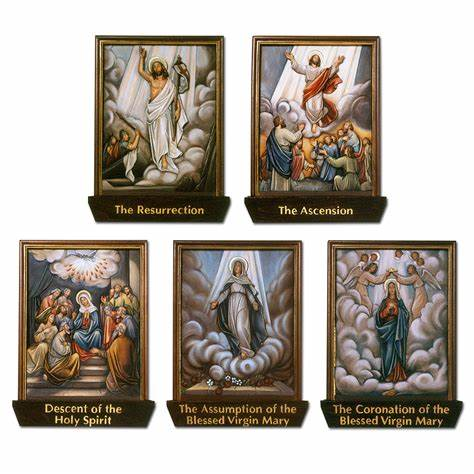 The Resurrection
The Ascension
Descent of the
Holy Spirit
The Assumption of the
Blessed Virgin Mary
The Coronation of the
Blessed Virgin Mary